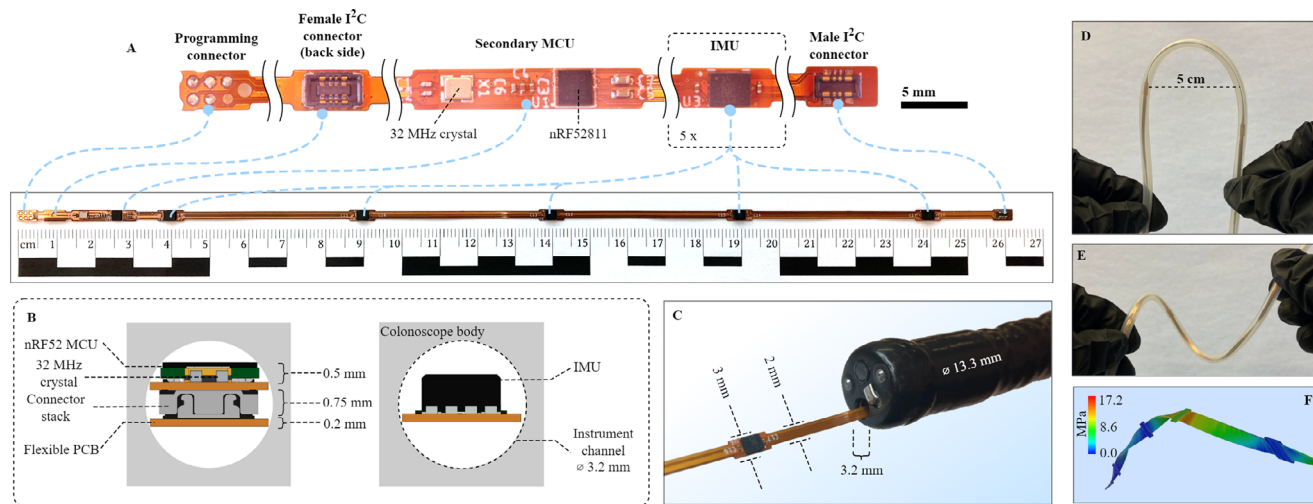 A
Programming
connector
Female I²C
connector
(back side)
Secondary MCU
IMU
Male I²C
connector
X1
C6
C3
U1
U3
32 MHz crystal
nRF52811
5 x
5 mm
cm 1 2 3 4 5 6 7 8 9 10 11 12 13 14 15 16 17 18 19 20 21 22 23 24 25 26 27
B
nRF52 MCU
32 MHz
crystal
Connector
stack
Flexible PCB
0.5 mm
0.75 mm
0.2 mm
Colonoscope body
IMU
Instrument
channel
⌀ 3.2 mm
C
3 mm
2 mm
⌀ 13.3 mm
3.2 mm
D
5 cm
E
F
MPa
17.2
8.6
0.0